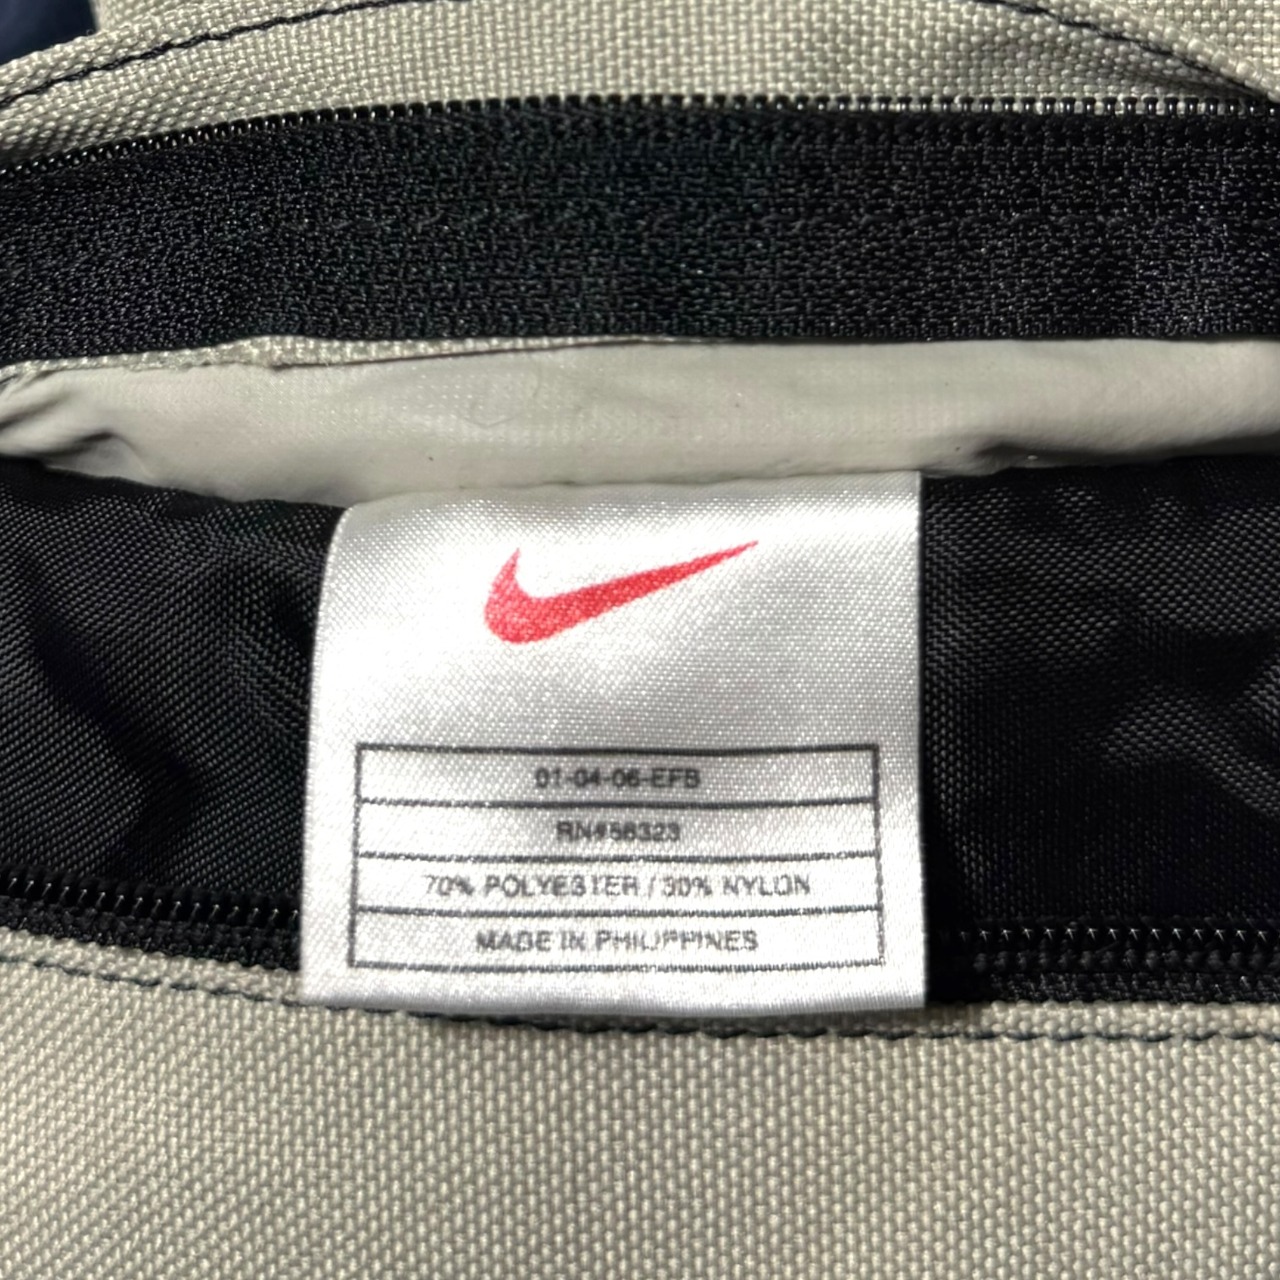 01-04-06-EFB
RN#56323
70% POLYESTER / 30% NYLON
MADE IN PHILIPPINES